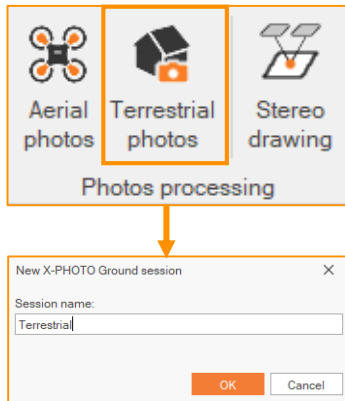 Aerial Terrestrial Stereo
photos photos drawing
Photos processing
New X-PHOTO Ground session
Session name:
Terrestrial
OK Cancel